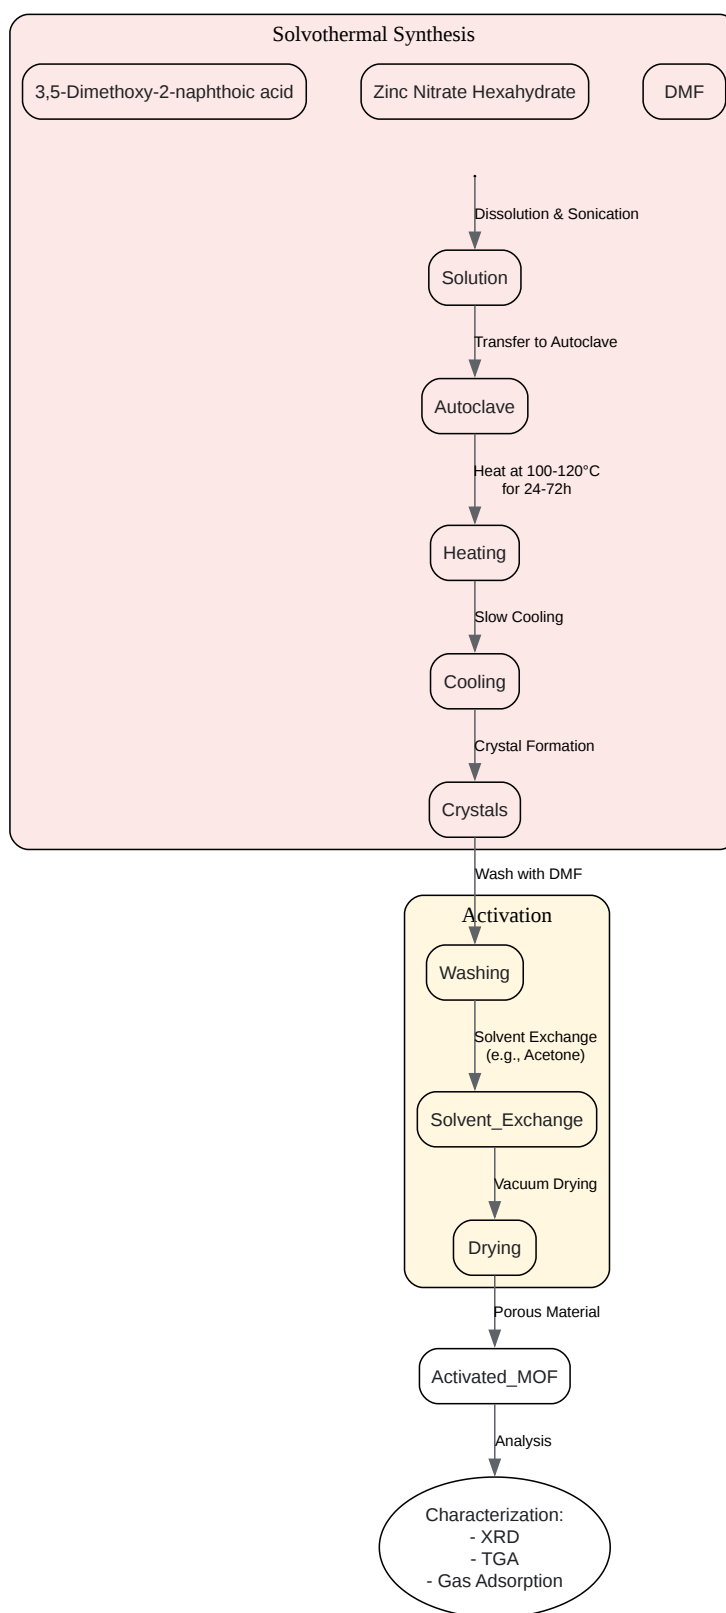 Solvothermal Synthesis
3,5-Dimethoxy-2-naphthoic acid
Zinc Nitrate Hexahydrate
DMF
Dissolution & Sonication
Solution
Transfer to Autoclave
Autoclave
Heat at 100-120°C
for 24-72h
Heating
Slow Cooling
Cooling
Crystal Formation
Crystals
Wash with DMF
Activation
Washing
Solvent Exchange
(e.g., Acetone)
Solvent_Exchange
Vacuum Drying
Drying
Porous Material
Activated_MOF
Analysis
Characterization:
- XRD
- TGA
- Gas Adsorption